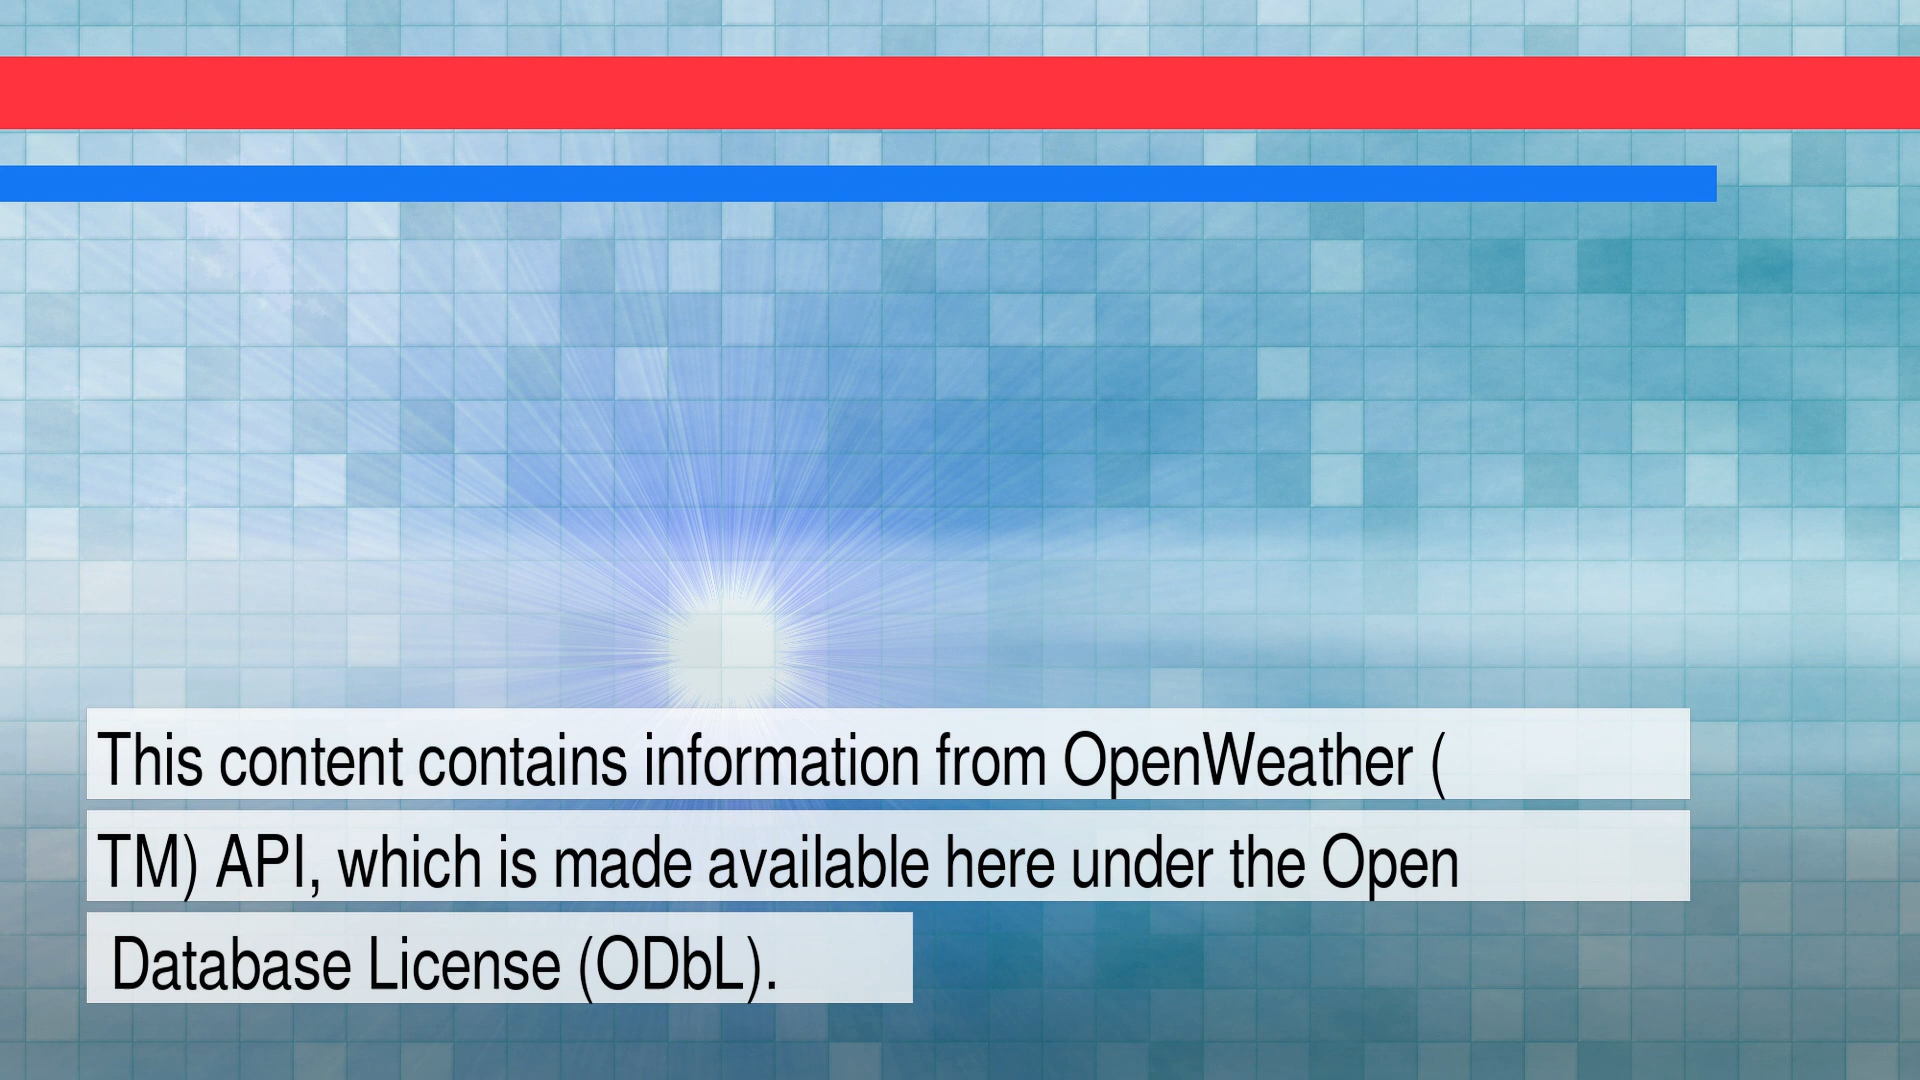 This content contains information from OpenWeather (
TM) API, which is made available here under the Open
Database License (ODbL).